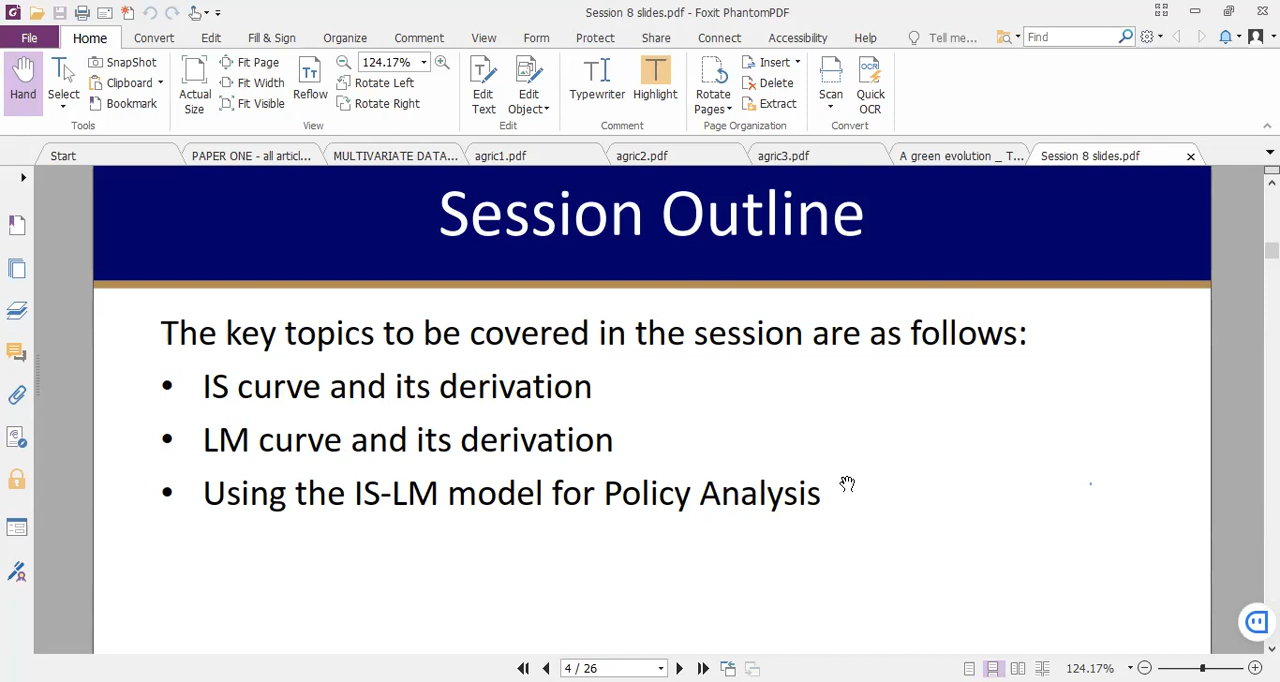 Session 8 slides.pdf - Foxit PhantomPDF
File Home Convert Edit Fill & Sign Organize Comment View Form Protect Share Connect Accessibility Help Tell me... Find
Hand Select SnapShot Clipboard Bookmark Actual Size Fit Page Fit Width Fit Visible Reflow 124.17% Rotate Left Rotate Right Edit Text Edit Object Typewriter Highlight Rotate Pages Insert Delete Extract Scan OCR Quick OCR
Tools View Edit Comment Page Organization Convert
Start PAPER ONE - all articl... MULTIVARIATE DATA... agric1.pdf agric2.pdf agric3.pdf A green evolution _ T... Session 8 slides.pdf
Session Outline
The key topics to be covered in the session are as follows:
• IS curve and its derivation
• LM curve and its derivation
• Using the IS-LM model for Policy Analysis
4 / 26 124.17%